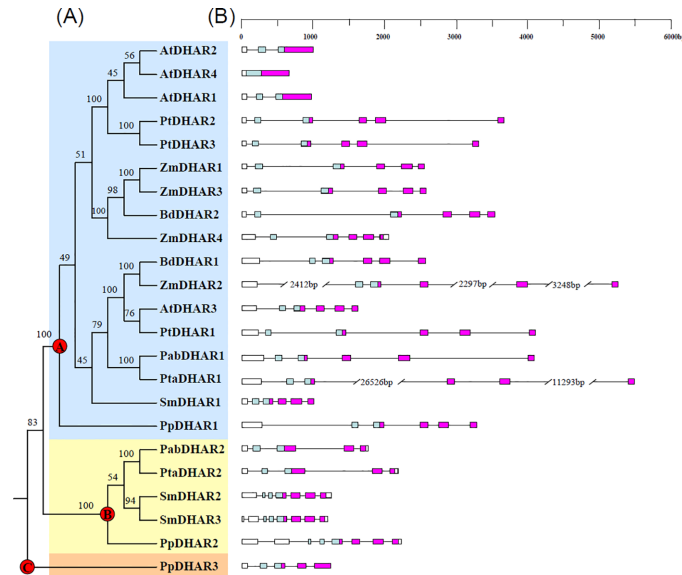 (A) (B)
0 1000 2000 3000 4000 5000 6000b
AtDHAR2
56
AtDHAR4
45
AtDHAR1
100
PtDHAR2
100
PtDHAR3
51
ZmDHAR1
100
ZmDHAR3
98
BdDHAR2
100
ZmDHAR4
49
BdDHAR1
100
ZmDHAR2 2412bp 2297bp 3248bp
100
AtDHAR3
76
PtDHAR1
79
100 A
PabDHAR1
100
45
PtaDHAR1 26526bp 11293bp
SmDHAR1
PpDHAR1
83
PabDHAR2
100
PtaDHAR2
54
SmDHAR2
94
100 B
SmDHAR3
PpDHAR2
C PpDHAR3